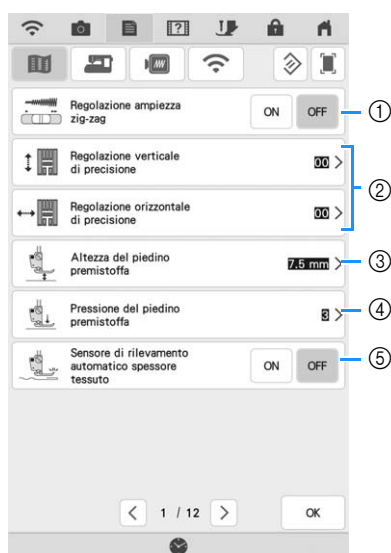 Regolazione ampiezza
zig-zag
ON OFF
①
Regolazione verticale
di precisione
00
②
Regolazione orizzontale
di precisione
00
Altezza del piedino
premistoffa
7.5 mm
③
Pressione del piedino
premistoffa
3
④
Sensore di rilevamento
automatico spessore
tessuto
ON OFF
⑤
1 / 12
OK